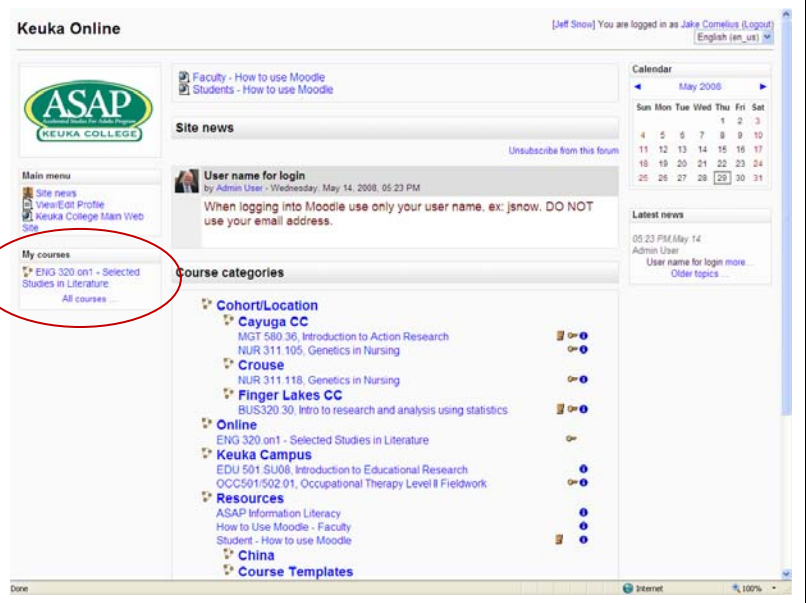 Keuka Online
[Jeff Snow] You are logged in as Jake Cornelius (Logout)
English (en_us)
ASAP
Accelerated Studies For Adults Program
KEUKA COLLEGE
Main menu
Site news
View/Edit Profile
Keuka College Main Web
Site
My courses
ENG 320 on1 - Selected
Studies in Literature
All courses ...
Faculty - How to use Moodle
Students - How to use Moodle
Site news
Unsubscribe from this forum
User name for login
by Admin User - Wednesday, May 14, 2008, 05:23 PM
When logging into Moodle use only your user name, ex: jsnow. DO NOT
use your email address.
Course categories
Cohort/Location
Cayuga CC
MGT 580.36, Introduction to Action Research
NUR 311.105, Genetics in Nursing
Crouse
NUR 311.118, Genetics in Nursing
Finger Lakes CC
BUS320.30, Intro to research and analysis using statistics
Online
ENG 320.on1 - Selected Studies in Literature
Keuka Campus
EDU 501.SU08, Introduction to Educational Research
OCC501/502.01, Occupational Therapy Level II Fieldwork
Resources
ASAP Information Literacy
How to Use Moodle - Faculty
Student - How to use Moodle
China
Course Templates
Calendar
May 2008
Sun Mon Tue Wed Thu Fri Sat
1 2 3
4 5 6 7 8 9 10
11 12 13 14 15 16 17
18 19 20 21 22 23 24
25 26 27 28 29 30 31
Latest news
05:23 PM, May 14
Admin User
User name for login more...
Older topics ...
Done
Internet
100%